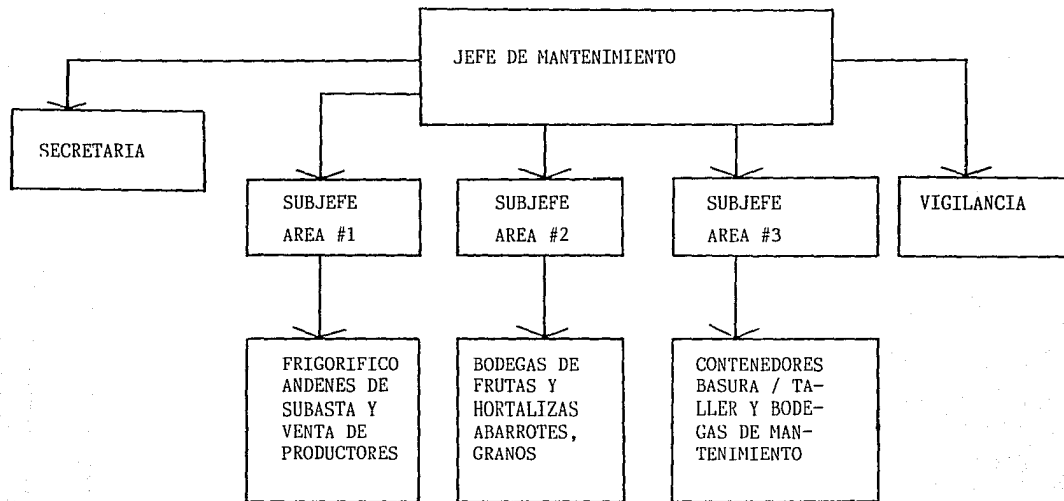 JEFE DE MANTENIMIENTO
SECRETARIA
SUBJEFE
AREA #1
SUBJEFE
AREA #2
SUBJEFE
AREA #3
VIGILANCIA
FRIGORIFICO
ANDENES DE
SUBASTA Y
VENTA DE
PRODUCTORES
BODEGAS DE
FRUTAS Y
HORTALIZAS
ABARROTES,
GRANOS
CONTENEDORES
BASURA / TA-
LLER Y BODE-
GAS DE MAN-
TENIMIENTO